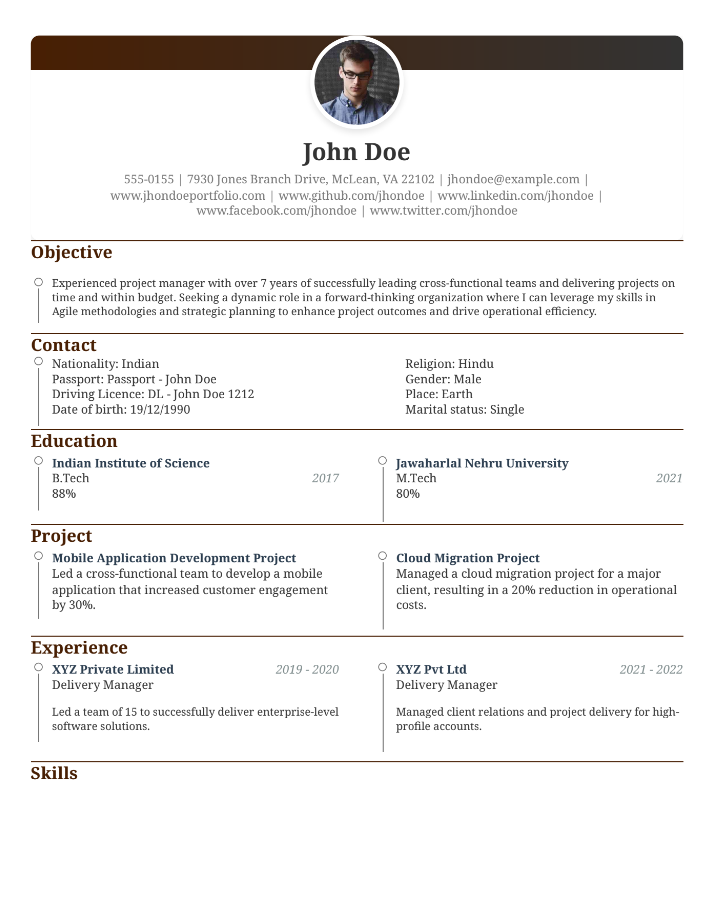 John Doe
555-0155 | 7930 Jones Branch Drive, McLean, VA 22102 | jhondoe@example.com |
www.jhondoeportfolio.com | www.github.com/jhondoe | www.linkedin.com/jhondoe |
www.facebook.com/jhondoe | www.twitter.com/jhondoe
Objective
Experienced project manager with over 7 years of successfully leading cross-functional teams and delivering projects on
time and within budget. Seeking a dynamic role in a forward-thinking organization where I can leverage my skills in
Agile methodologies and strategic planning to enhance project outcomes and drive operational efficiency.
Contact
Nationality: Indian
Passport: Passport - John Doe
Driving Licence: DL - John Doe 1212
Date of birth: 19/12/1990
Religion: Hindu
Gender: Male
Place: Earth
Marital status: Single
Education
Indian Institute of Science
B.Tech 2017
88%
Jawaharlal Nehru University
M.Tech 2021
80%
Project
Mobile Application Development Project
Led a cross-functional team to develop a mobile
application that increased customer engagement
by 30%.
Cloud Migration Project
Managed a cloud migration project for a major
client, resulting in a 20% reduction in operational
costs.
Experience
XYZ Private Limited 2019 - 2020
Delivery Manager
Led a team of 15 to successfully deliver enterprise-level
software solutions.
XYZ Pvt Ltd 2021 - 2022
Delivery Manager
Managed client relations and project delivery for high-
profile accounts.
Skills